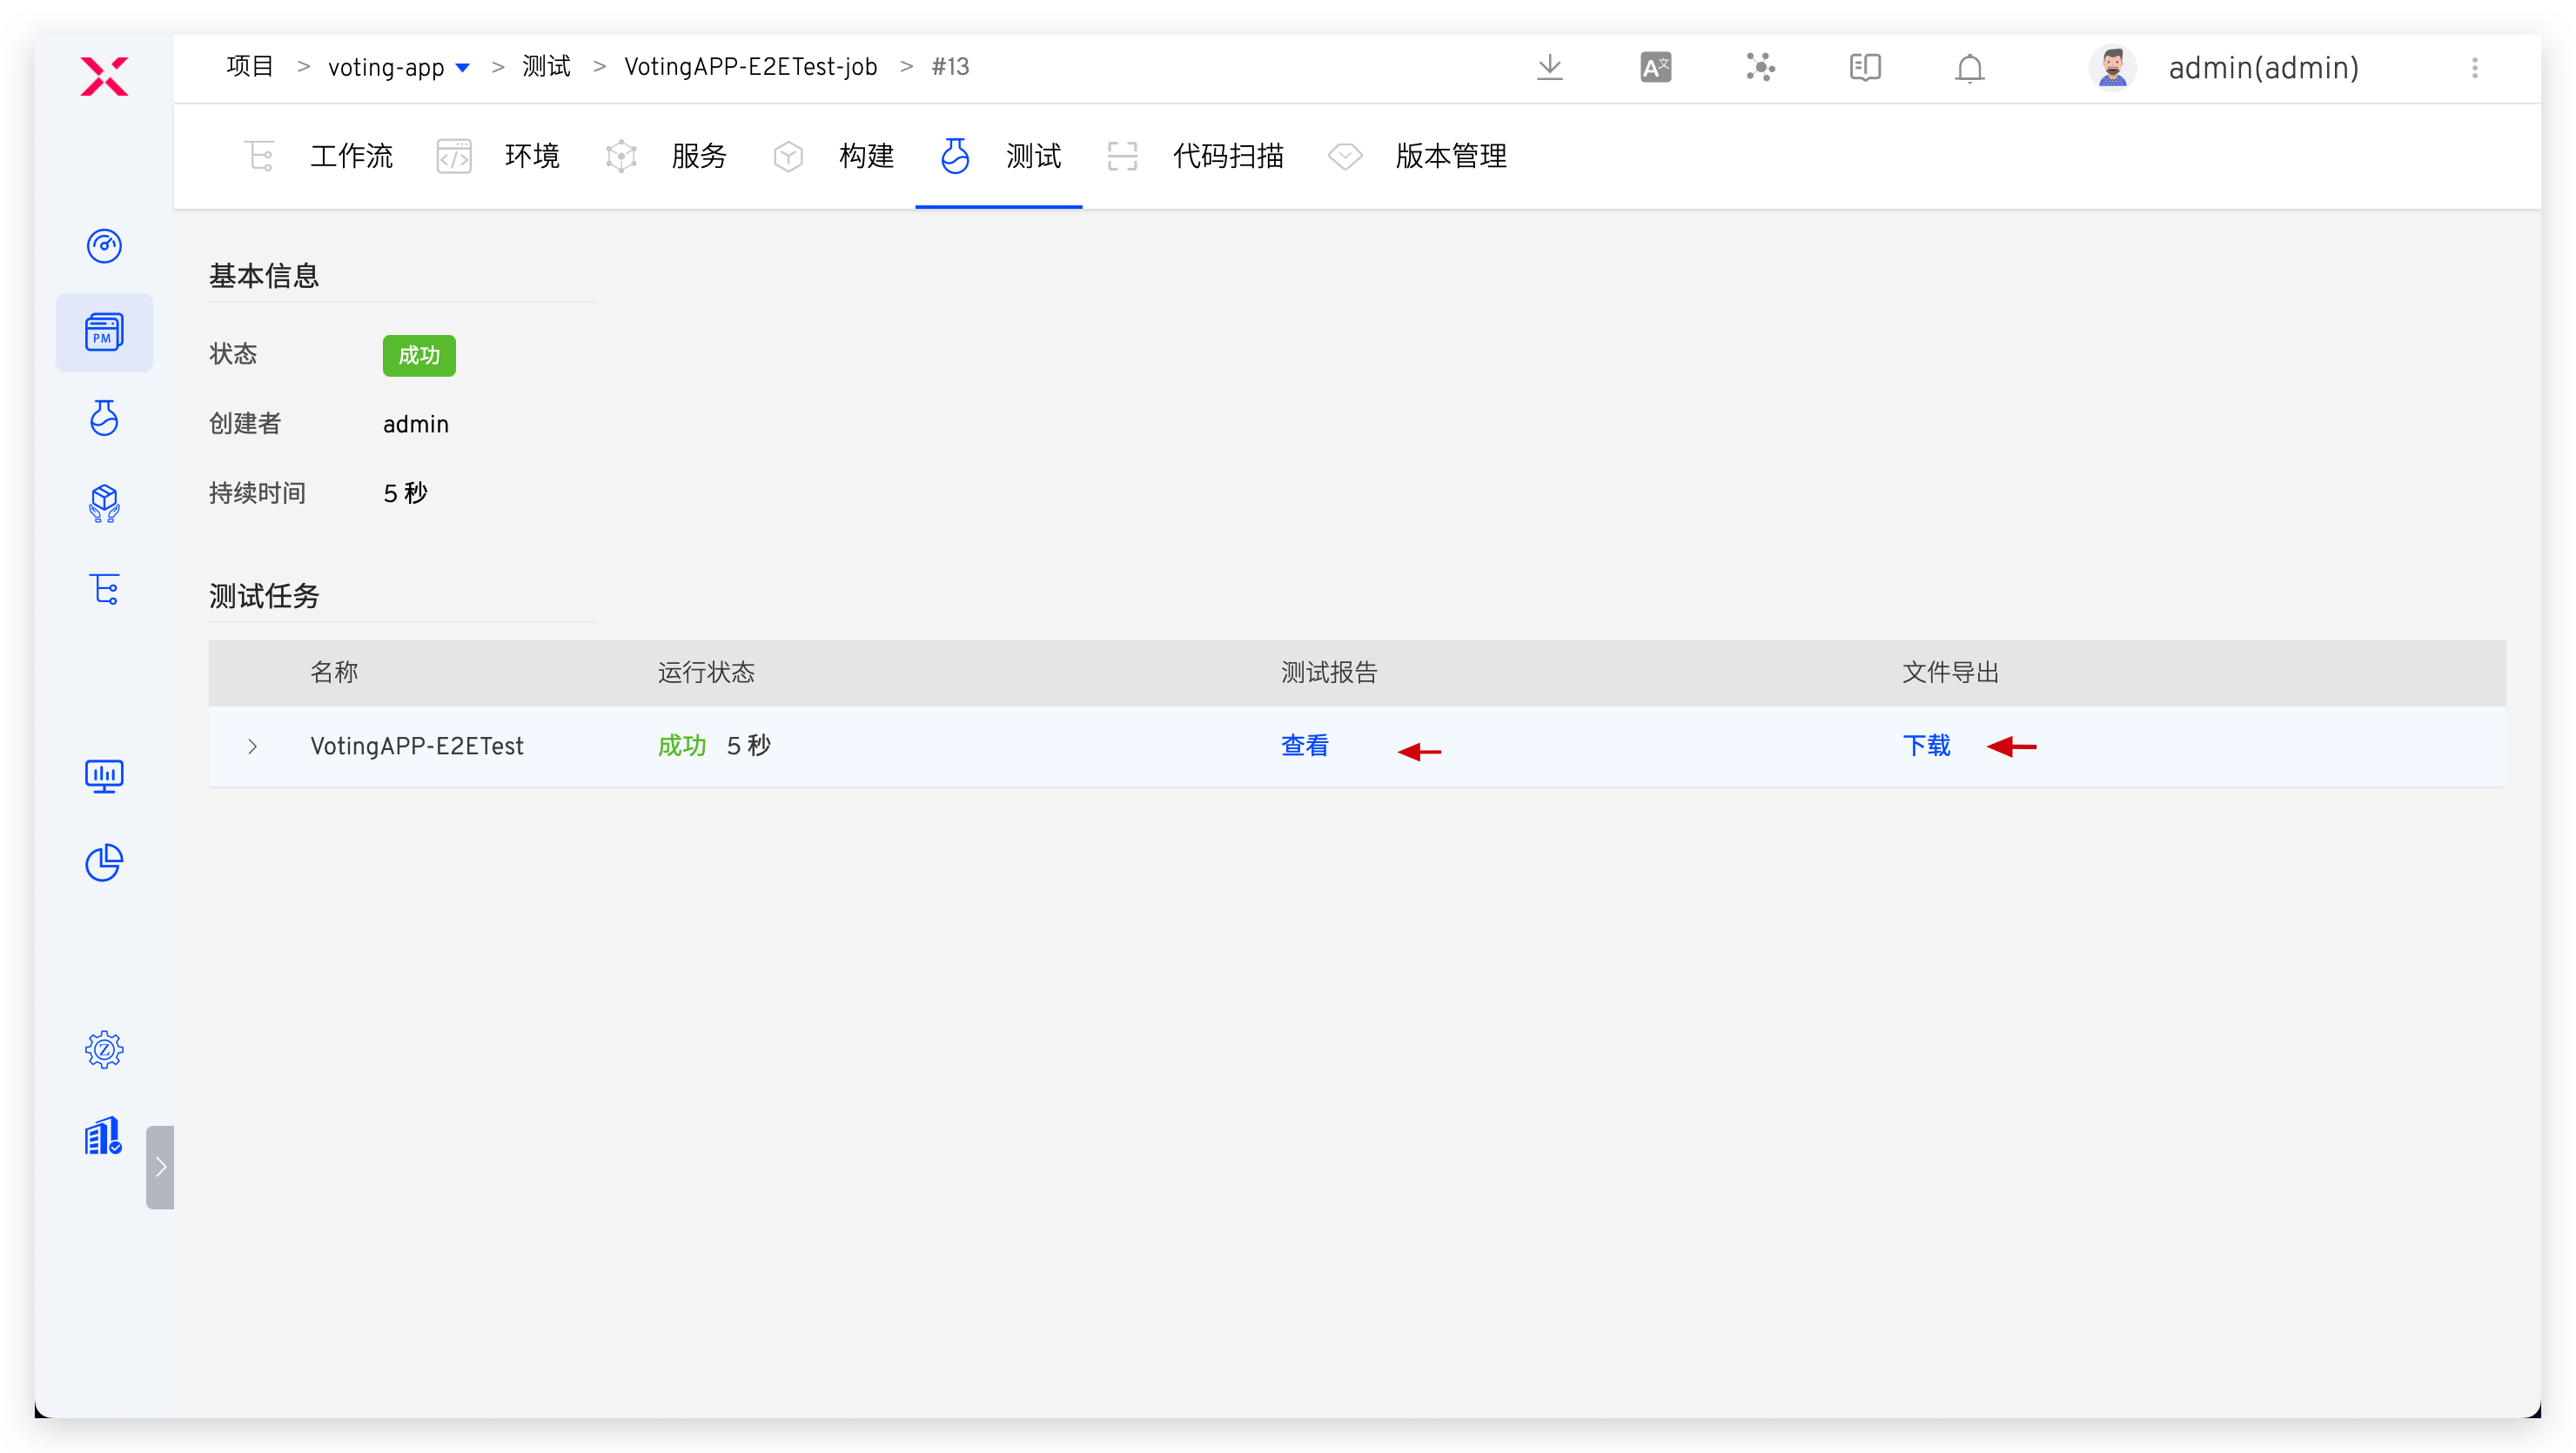 项目 > voting-app > 测试 > VotingAPP-E2ETest-job > #13
A文
admin(admin)
工作流 环境 服务 构建 测试 代码扫描 版本管理
PM
基本信息
状态 成功
创建者 admin
持续时间 5 秒
测试任务
名称 运行状态 测试报告 文件导出
VotingAPP-E2ETest 成功 5 秒 查看 下载
Z